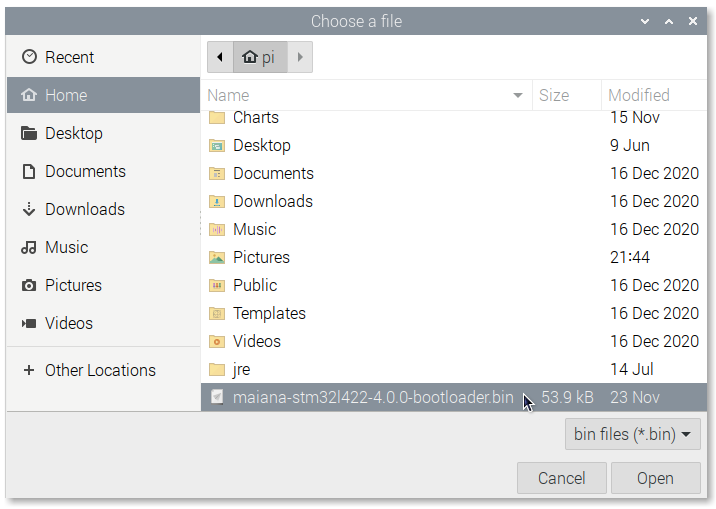 Choose a file
Recent
Home
Desktop
Documents
Downloads
Music
Pictures
Videos
Other Locations
pi
Name Size Modified
Charts 15 Nov
Desktop 9 Jun
Documents 16 Dec 2020
Downloads 16 Dec 2020
Music 16 Dec 2020
Pictures 21:44
Public 16 Dec 2020
Templates 16 Dec 2020
Videos 16 Dec 2020
jre 14 Jul
maiana-stm32l422-4.0.0-bootloader.bin 53.9 kB 23 Nov
bin files (*.bin)
Cancel Open